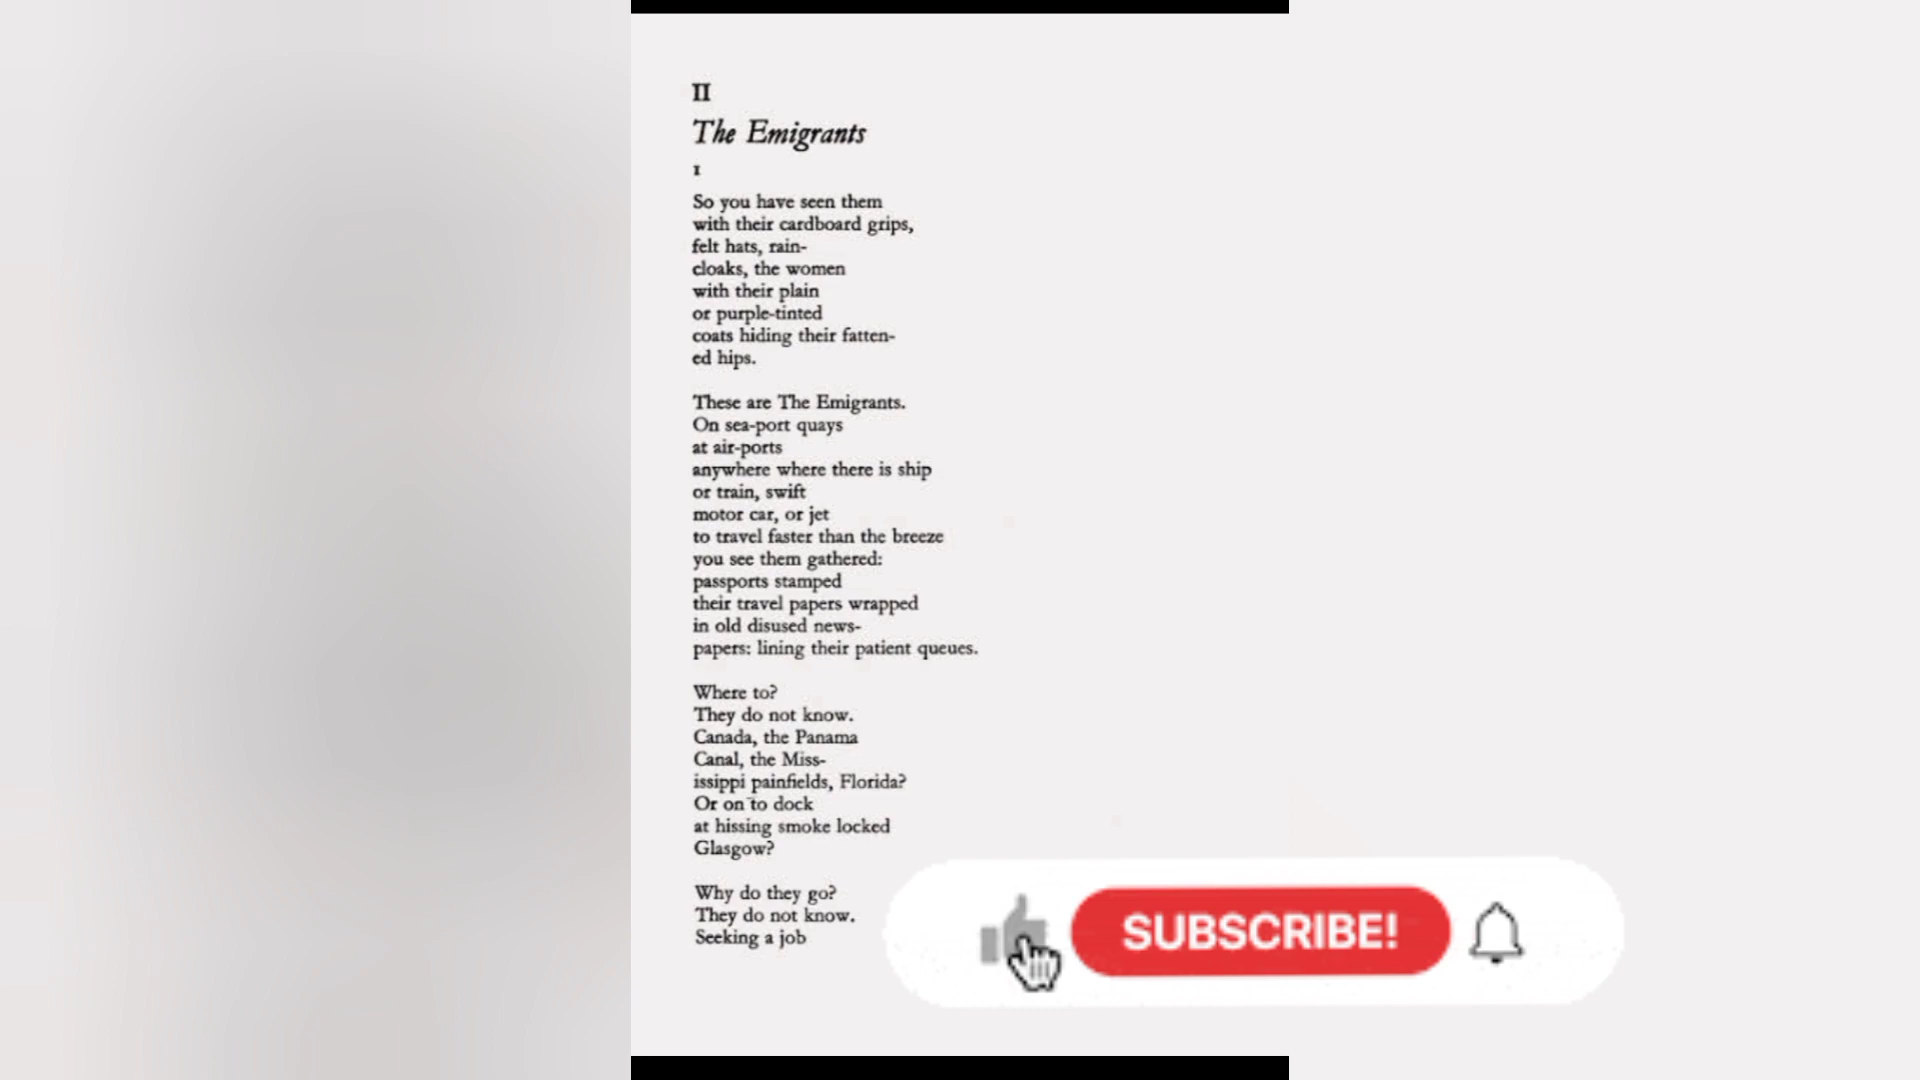 II
The Emigrants
1
So you have seen them
with their cardboard grips,
felt hats, rain-
cloaks, the women
with their plain
or purple-tinted
coats hiding their fatten-
ed hips.
These are The Emigrants.
On sea-port quays
at air-ports
anywhere where there is ship
or train, swift
motor car, or jet
to travel faster than the breeze
you see them gathered:
passports stamped
their travel papers wrapped
in old disused news-
papers: lining their patient queues.
Where to?
They do not know.
Canada, the Panama
Canal, the Miss-
issippi painfields, Florida?
Or on to dock
at hissing smoke locked
Glasgow?
Why do they go?
They do not know.
Seeking a job
SUBSCRIBE!